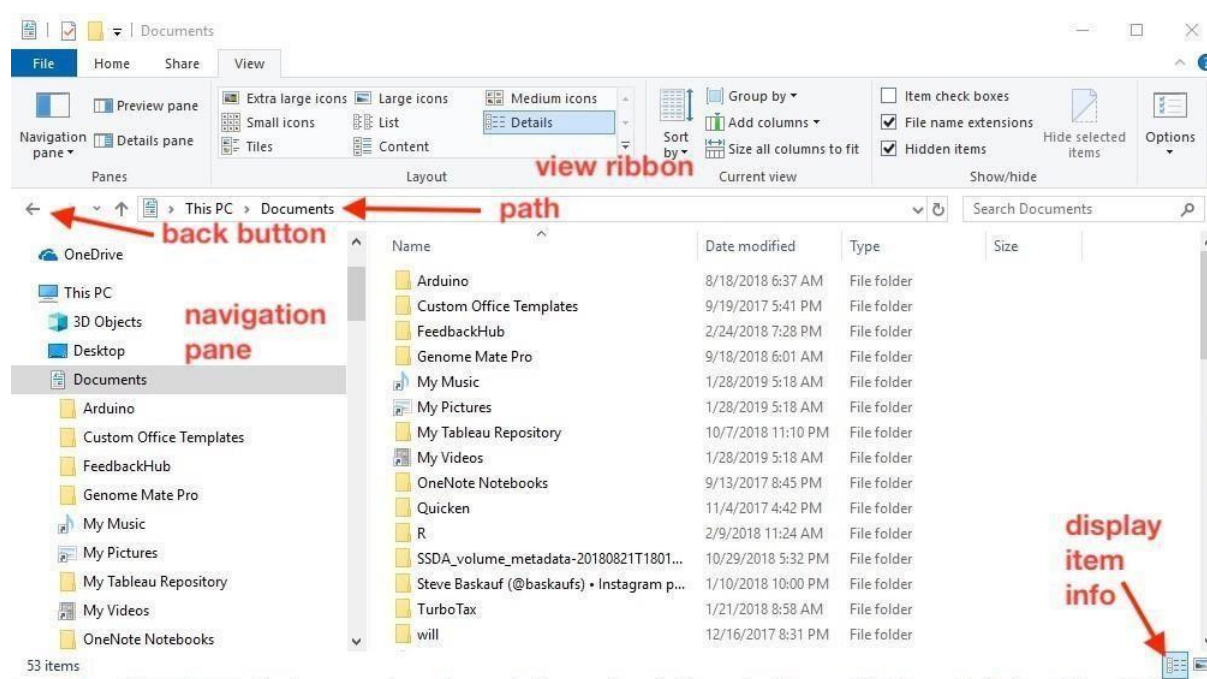 Documents
File Home Share View
Navigation pane
Preview pane
Details pane
Panes
Extra large icons Large icons Medium icons
Small icons List Details
Tiles Content
Layout
Sort by
Group by
Add columns
Size all columns to fit
Current view
Item check boxes
File name extensions
Hidden items
Hide selected items
Show/hide
Options
view ribbon
This PC > Documents
path
Search Documents
back button
navigation pane
OneDrive
This PC
3D Objects
Desktop
Documents
Arduino
Custom Office Templates
FeedbackHub
Genome Mate Pro
My Music
My Pictures
My Tableau Repository
My Videos
OneNote Notebooks
Name Date modified Type Size
Arduino 8/18/2018 6:37 AM File folder
Custom Office Templates 9/19/2017 5:41 PM File folder
FeedbackHub 2/24/2018 7:28 PM File folder
Genome Mate Pro 9/18/2018 6:01 AM File folder
My Music 1/28/2019 5:18 AM File folder
My Pictures 1/28/2019 5:18 AM File folder
My Tableau Repository 10/7/2018 11:10 PM File folder
My Videos 1/28/2019 5:18 AM File folder
OneNote Notebooks 9/13/2017 8:45 PM File folder
Quicken 11/4/2017 4:42 PM File folder
R 2/9/2018 11:24 AM File folder
SSDA_volume_metadata-20180821T1801... 10/29/2018 5:32 PM File folder
Steve Baskauf (@baskaufs) • Instagram p... 1/10/2018 10:00 PM File folder
TurboTax 1/21/2018 8:58 AM File folder
will 12/16/2017 8:31 PM File folder
display
item
info
53 items